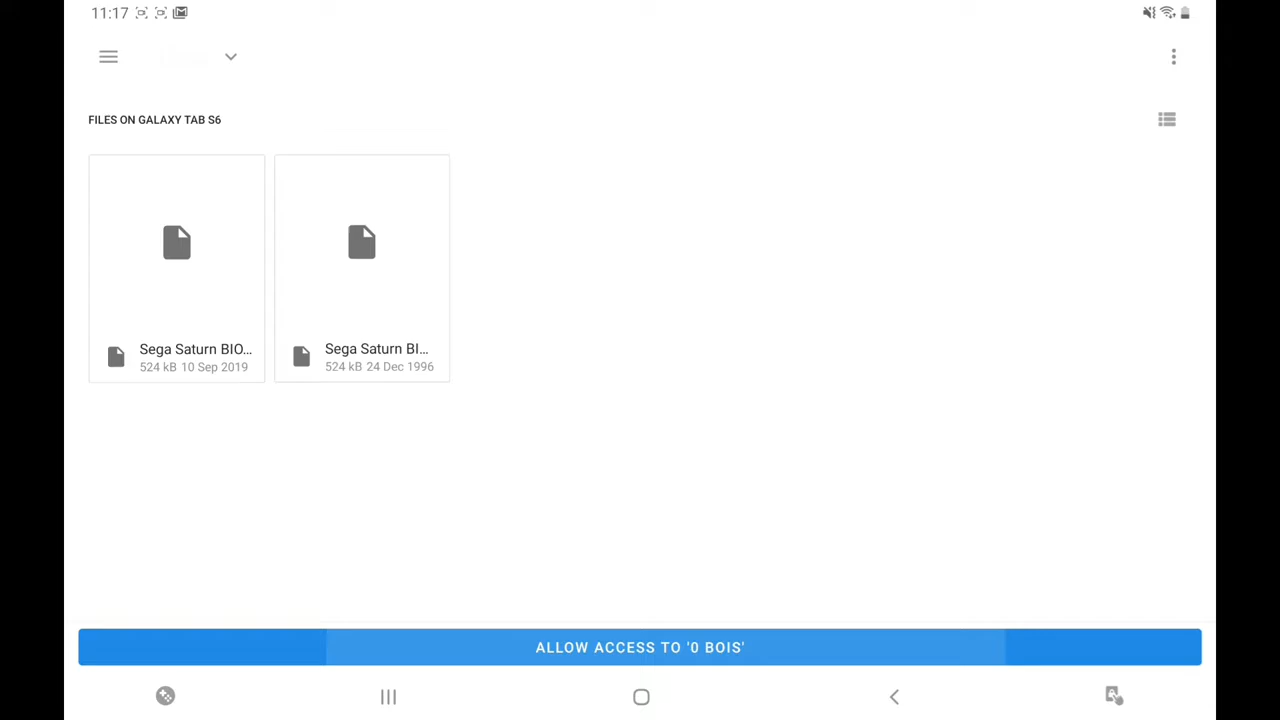 11:17
FILES ON GALAXY TAB S6
Sega Saturn BIO...
524 kB 10 Sep 2019
Sega Saturn BI...
524 kB 24 Dec 1996
ALLOW ACCESS TO '0 BOIS'